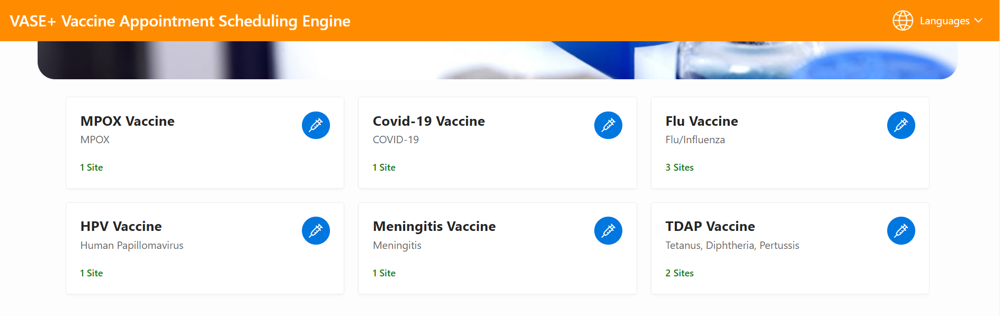 VASE+ Vaccine Appointment Scheduling Engine
Languages
MPOX Vaccine
MPOX
1 Site
Covid-19 Vaccine
COVID-19
1 Site
Flu Vaccine
Flu/Influenza
3 Sites
HPV Vaccine
Human Papillomavirus
1 Site
Meningitis Vaccine
Meningitis
1 Site
TDAP Vaccine
Tetanus, Diphtheria, Pertussis
2 Sites